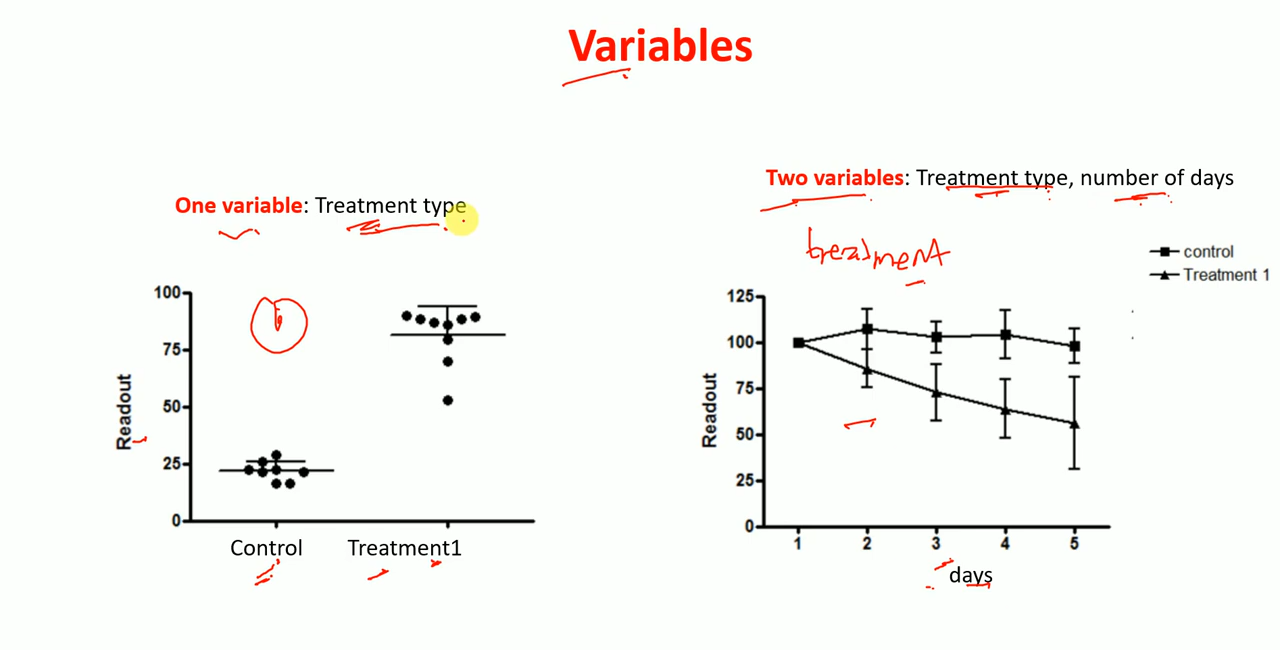 Variables
One variable: Treatment type
100
75
50
25
0
Readout
Control Treatment1
Two variables: Treatment type, number of days
treatment
control
Treatment 1
125
100
75
50
25
0
Readout
1 2 3 4 5
days